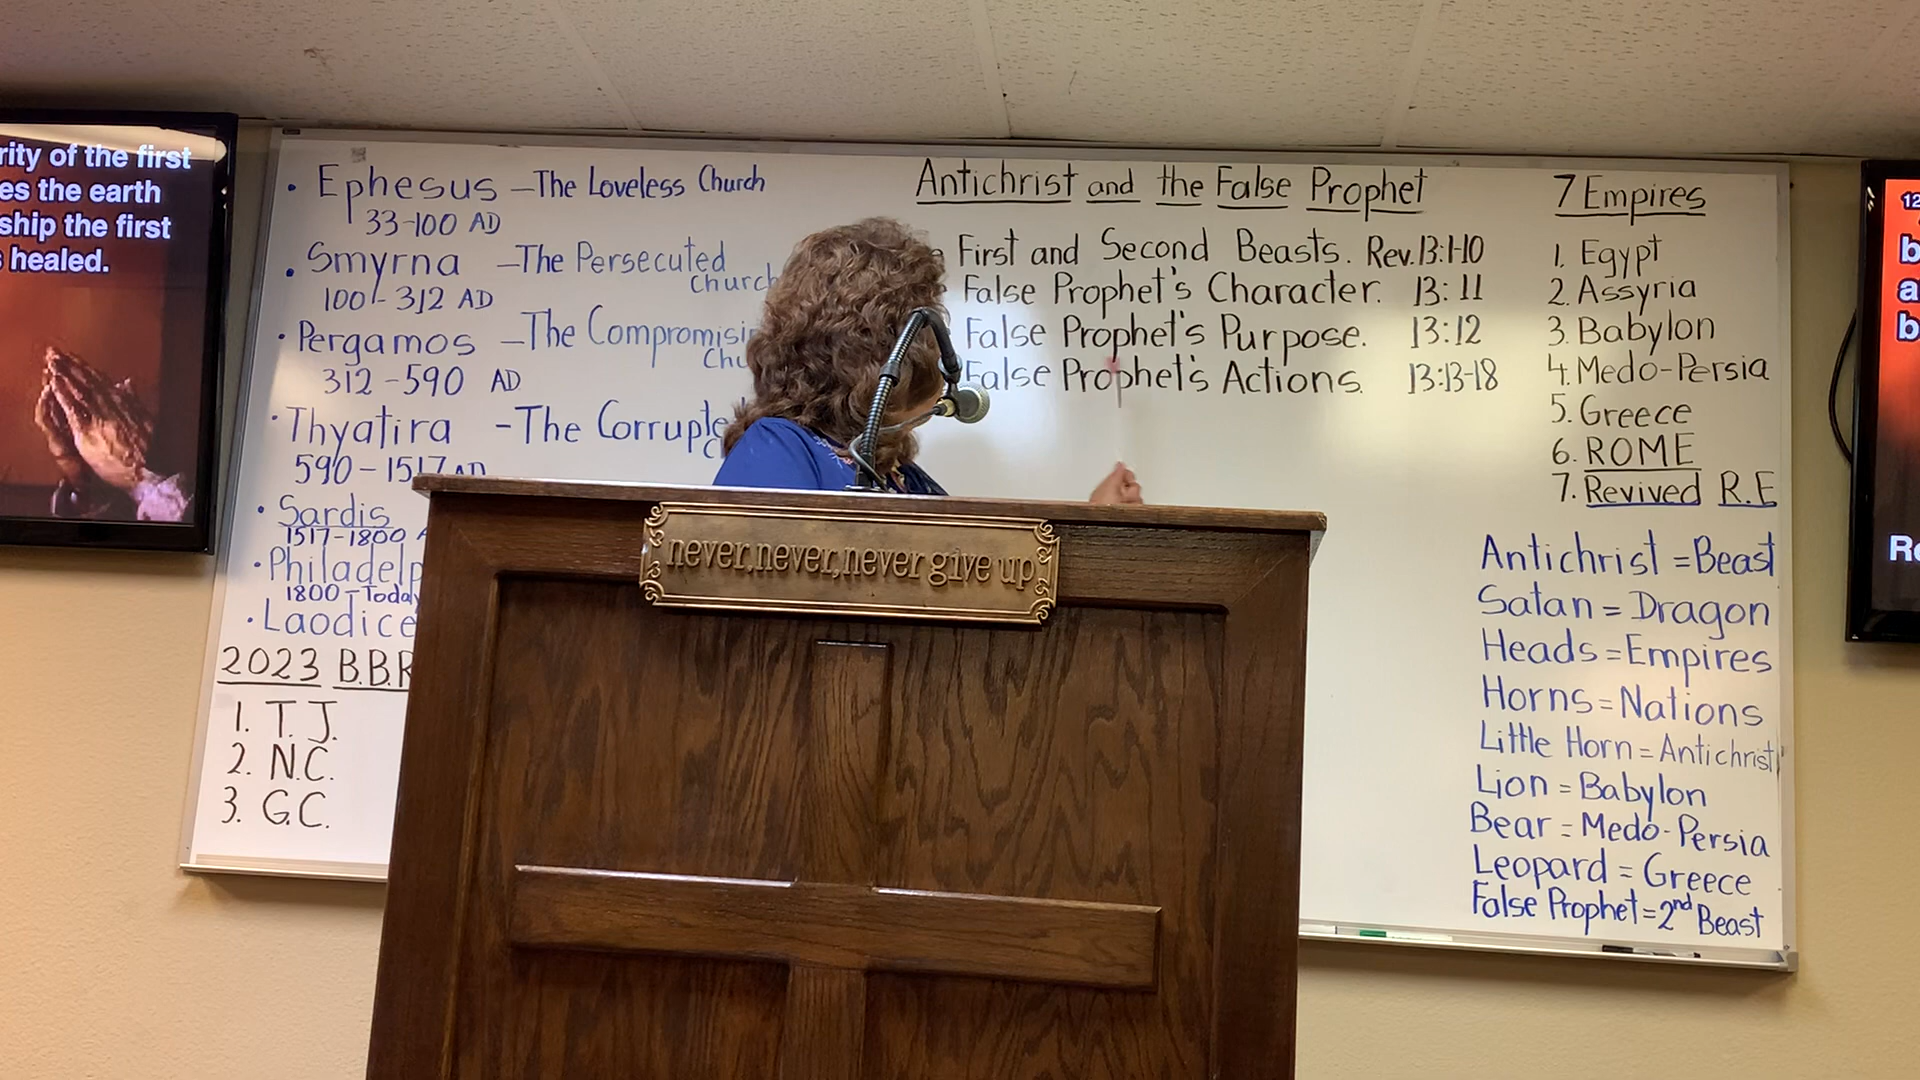 rity of the first
es the earth
ship the first
healed.
• Ephesus – The Loveless Church
33-100 AD
• Smyrna – The Persecuted
Church
100 - 312 AD
• Pergamos – The Compromisin
Chu
312 - 590 AD
• Thyatira - The Corrupte
590 - 1517 AD
• Sardis
1517-1800
• Philadelp
1800 - Today
• Laodice
2023 B.B.R
1. T.J.
2. N.C.
3. G.C.
Antichrist and the False Prophet
First and Second Beasts. Rev.13:1-10
False Prophet's Character. 13:11
False Prophet's Purpose. 13:12
False Prophet's Actions. 13:13-18
7 Empires
1. Egypt
2. Assyria
3. Babylon
4. Medo-Persia
5. Greece
6. ROME
7. Revived R.E
Antichrist = Beast
Satan = Dragon
Heads = Empires
Horns = Nations
Little Horn = Antichrist
Lion = Babylon
Bear = Medo-Persia
Leopard = Greece
False Prophet = 2nd Beast
never, never, never give up
12
b
a
b
Re